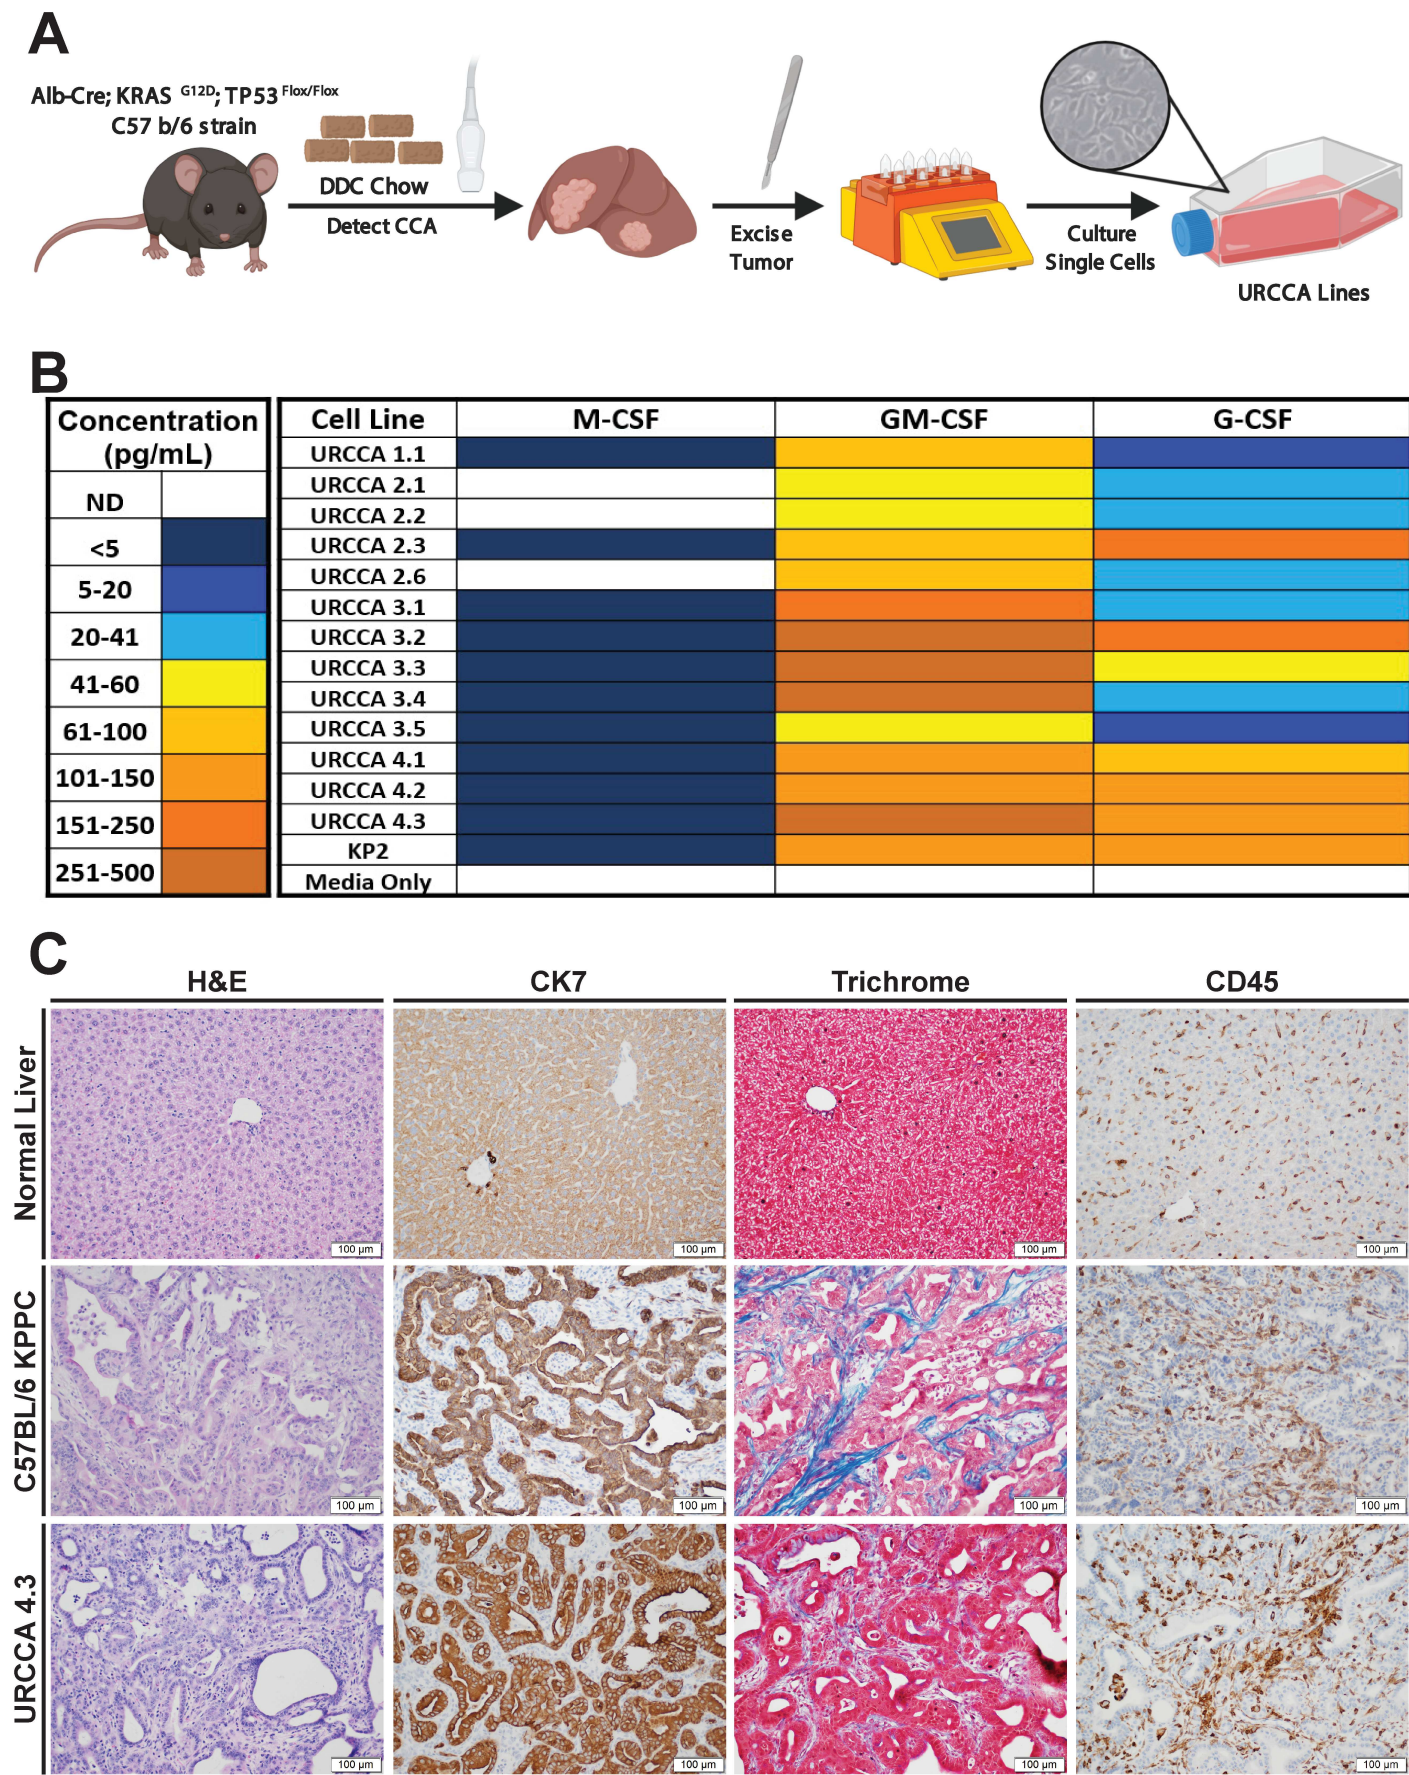 A
Alb-Cre; KRAS G12D; TP53 Flox/Flox
C57 b/6 strain
DDC Chow
Detect CCA
Excise
Tumor
Culture
Single Cells
URCCA Lines
B
Concentration
(pg/mL)
ND
<5
5-20
20-41
41-60
61-100
101-150
151-250
251-500
Cell Line M-CSF GM-CSF G-CSF
URCCA 1.1
URCCA 2.1
URCCA 2.2
URCCA 2.3
URCCA 2.6
URCCA 3.1
URCCA 3.2
URCCA 3.3
URCCA 3.4
URCCA 3.5
URCCA 4.1
URCCA 4.2
URCCA 4.3
KP2
Media Only
C
H&E CK7 Trichrome CD45
Normal Liver
100 µm 100 µm 100 µm 100 µm
C57BL/6 KPPC
100 µm 100 µm 100 µm 100 µm
URCCA 4.3
100 µm 100 µm 100 µm 100 µm